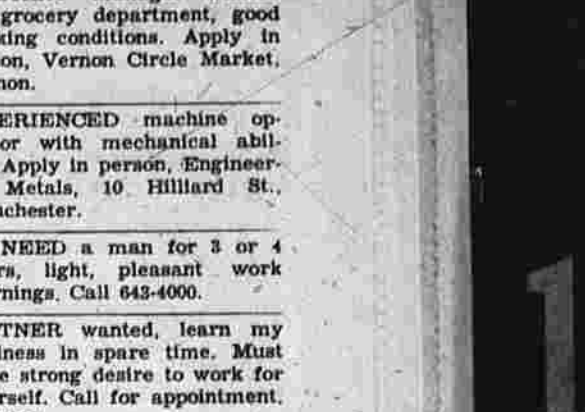 grocery department, good
king conditions. Apply in
on, Vernon Circle Market,
non.
ERIENCED machine op-
or with mechanical abil-
Apply in person, Engineer-
Metals, 10 Hilliard St.,
nchester.
NEED a man for 3 or 4
rs, light, pleasant work
nings. Call 643-4000.
TNER wanted, learn my
iness in spare time. Must
e strong desire to work for
rself. Call for appointment,
1